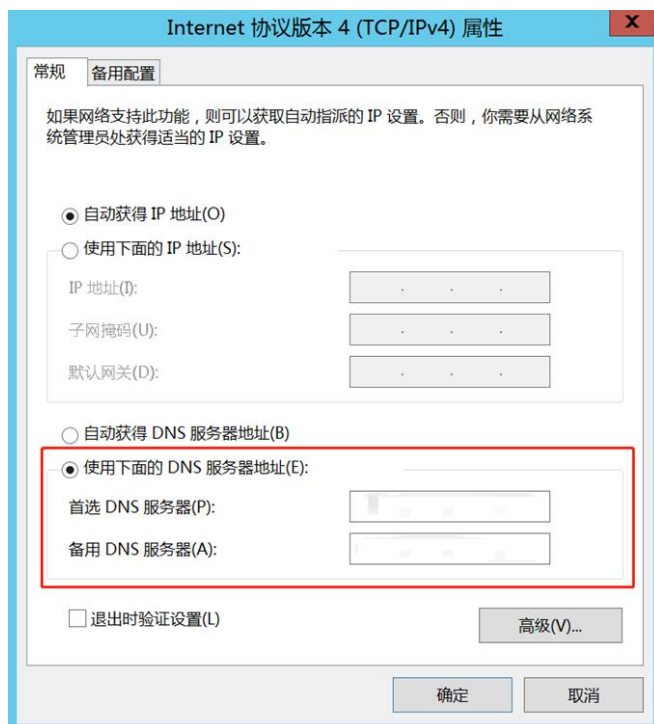 Internet 协议版本 4 (TCP/IPv4) 属性
x
常规
备用配置
如果网络支持此功能，则可以获取自动指派的 IP 设置。否则，你需要从网络系
统管理员处获得适当的 IP 设置。
自动获得 IP 地址(O)
使用下面的 IP 地址(S):
IP 地址(I):
子网掩码(U):
默认网关(D):
自动获得 DNS 服务器地址(B)
使用下面的 DNS 服务器地址(E):
首选 DNS 服务器(P):
备用 DNS 服务器(A):
退出时验证设置(L)
高级(V)...
确定
取消